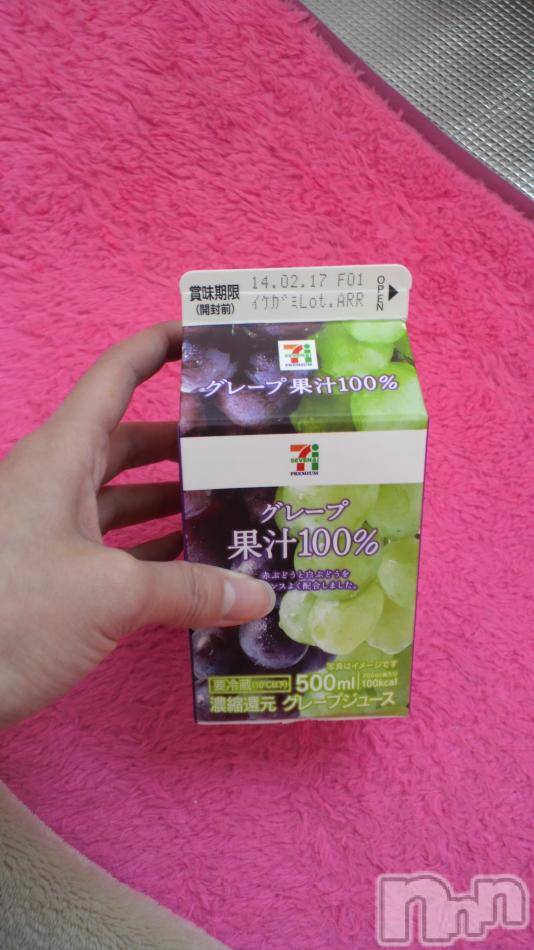 14.02.17 F01
賞味期限
(開封前)
ｲｹｶﾞﾐLot.ARR
OPEN
7i
SEVEN&i
PREMIUM
グレープ果汁100%
7i
SEVEN&i
PREMIUM
グレープ
果汁100%
赤ぶどうと白ぶどうを
ンスよく配合しました。
写真はイメージです
要冷蔵(10℃以下) 500ml
100kcal
濃縮還元 グレープジュース
nnn